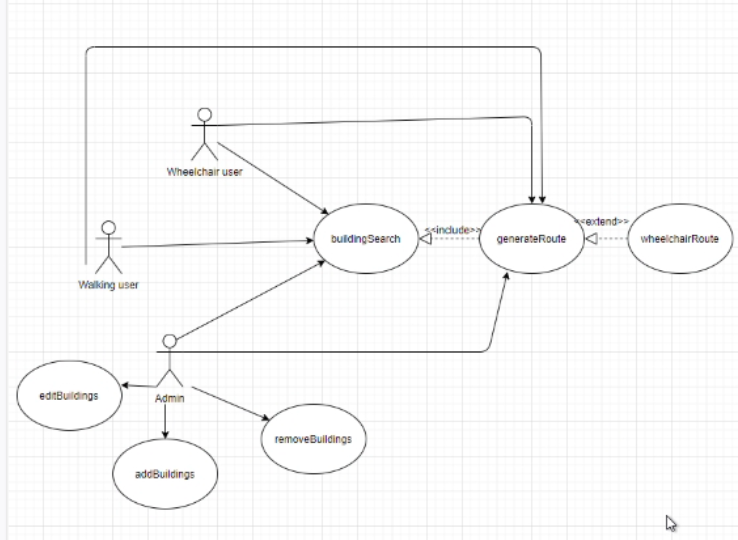 Wheelchair user
<<include>>
<<extend>>
buildingSearch
generateRoute
wheelchairRoute
Walking user
Admin
editBuildings
removeBuildings
addBuildings